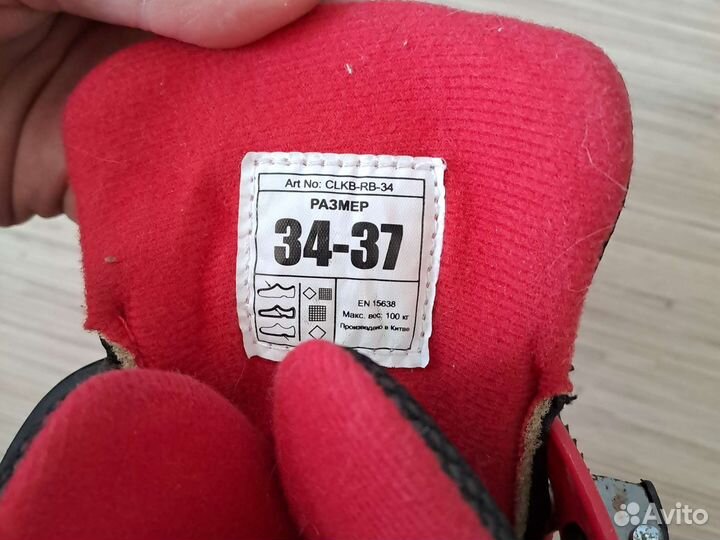 Art No: CLKB-RB-34
РАЗМЕР
34-37
EN 15638
Макс. вес: 100 кг
Произведено в Китае
Avito